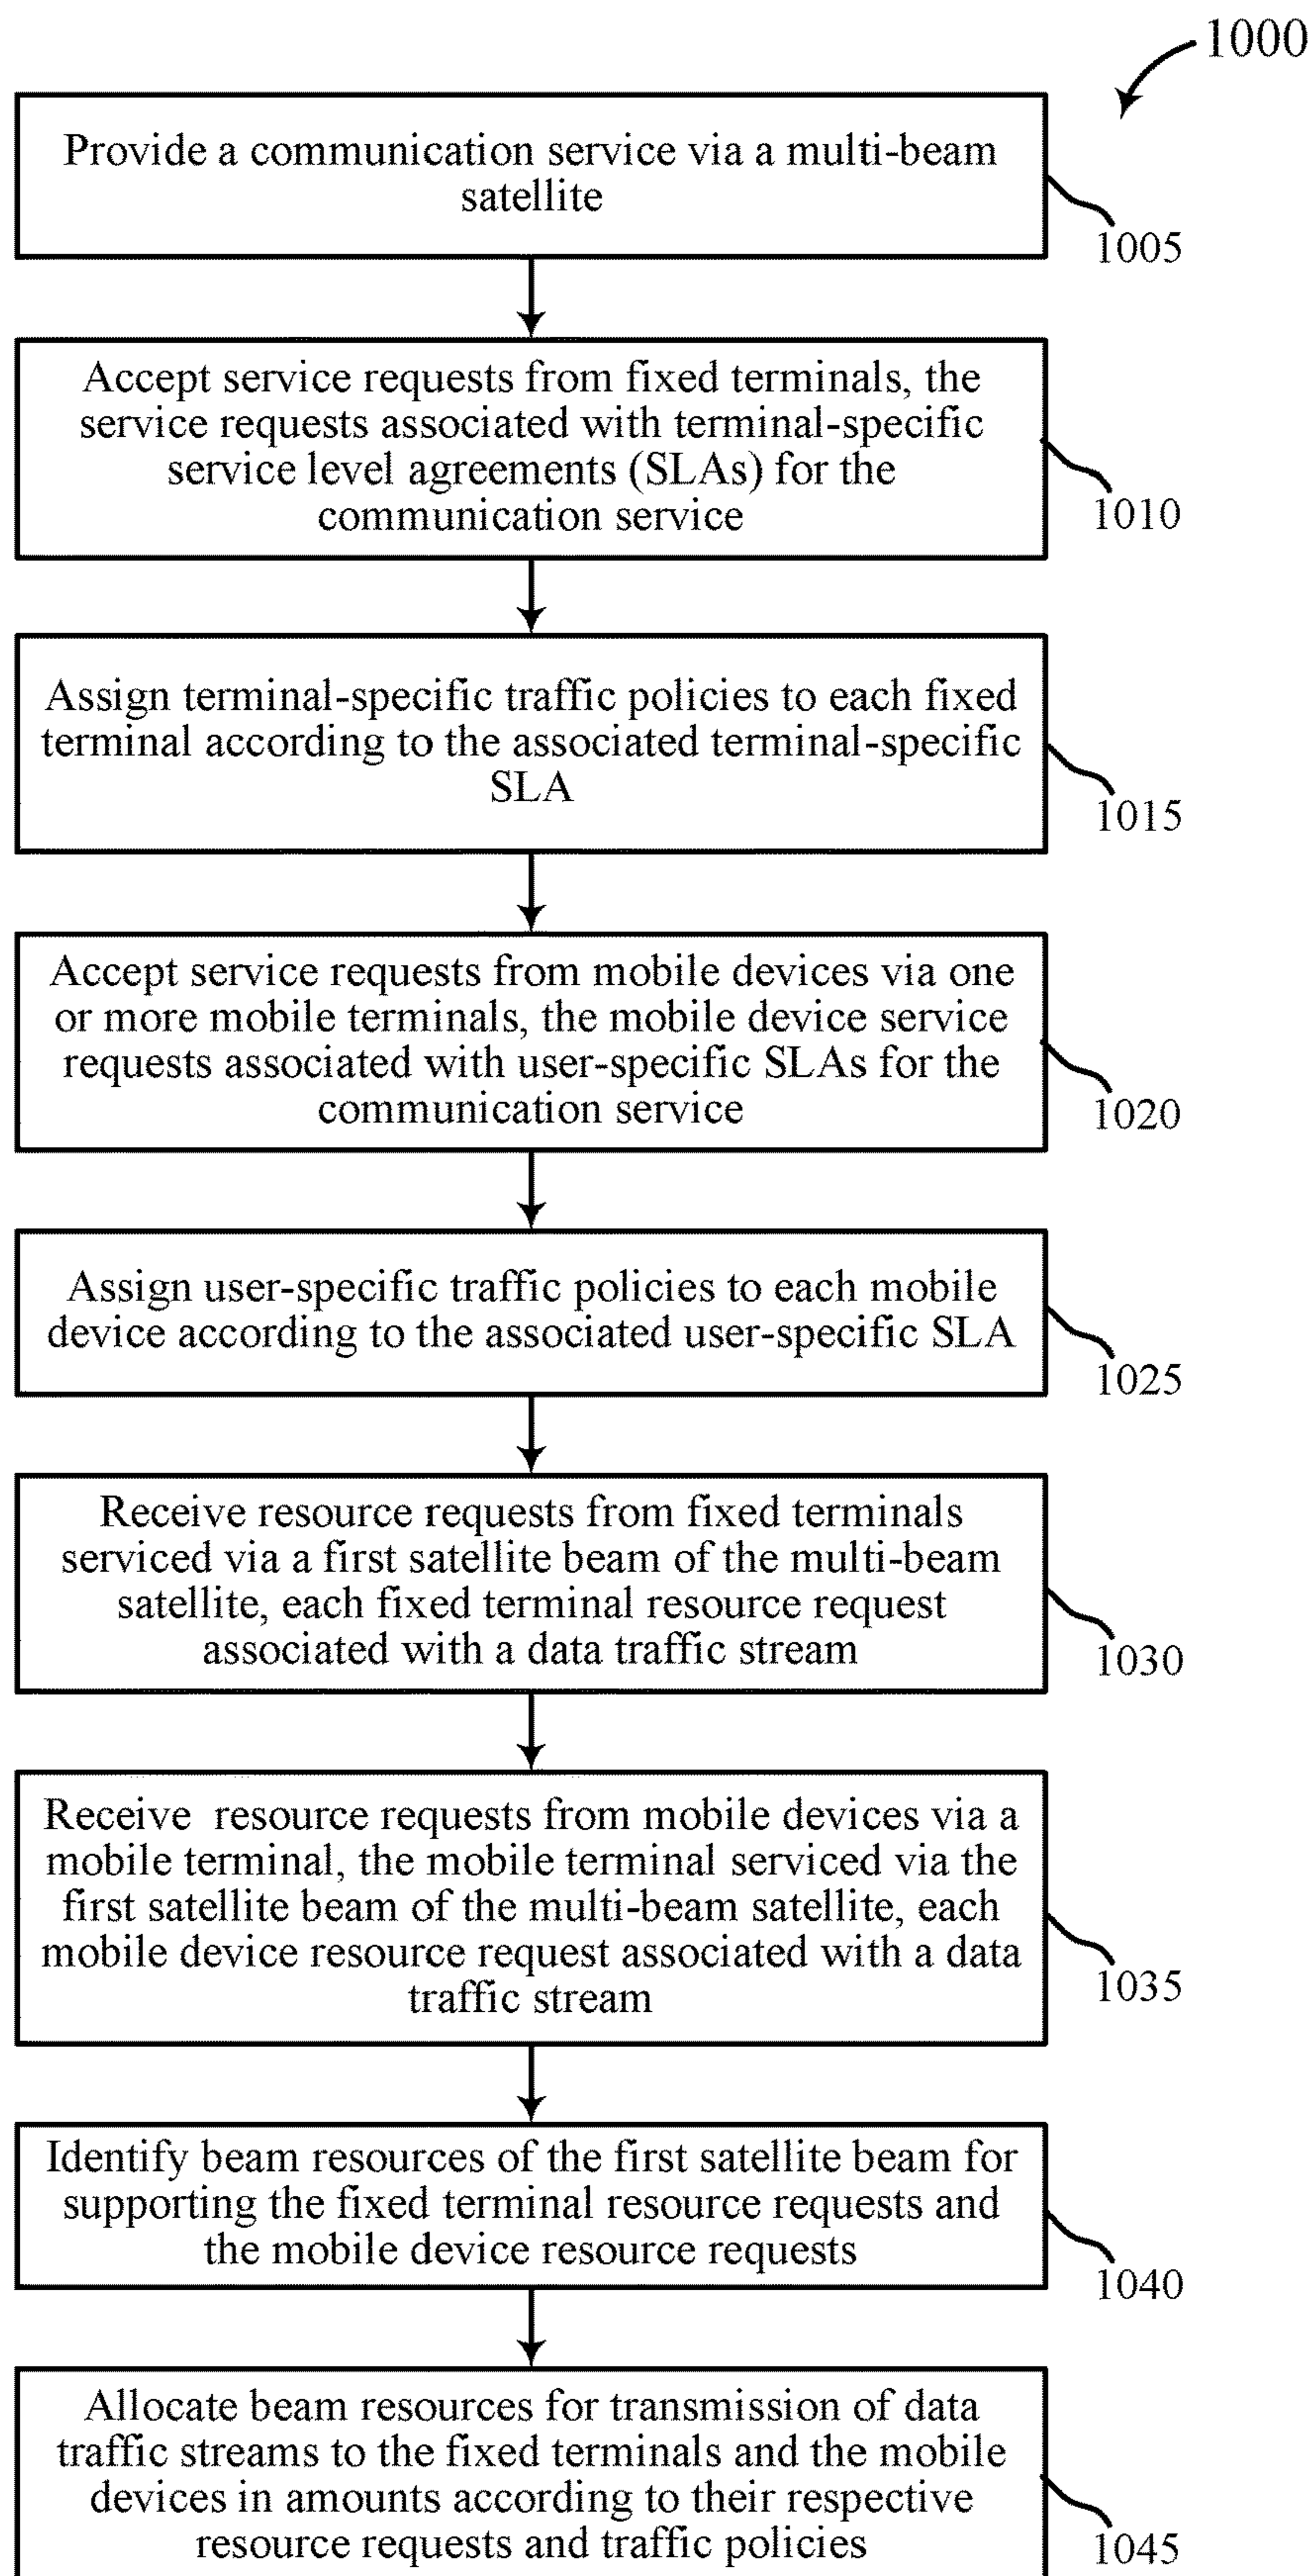 1000
Provide a communication service via a multi-beam
satellite
1005
Accept service requests from fixed terminals, the
service requests associated with terminal-specific
service level agreements (SLAs) for the
communication service
1010
Assign terminal-specific traffic policies to each fixed
terminal according to the associated terminal-specific
SLA
1015
Accept service requests from mobile devices via one
or more mobile terminals, the mobile device service
requests associated with user-specific SLAs for the
communication service
1020
Assign user-specific traffic policies to each mobile
device according to the associated user-specific SLA
1025
Receive resource requests from fixed terminals
serviced via a first satellite beam of the multi-beam
satellite, each fixed terminal resource request
associated with a data traffic stream
1030
Receive resource requests from mobile devices via a
mobile terminal, the mobile terminal serviced via the
first satellite beam of the multi-beam satellite, each
mobile device resource request associated with a data
traffic stream
1035
Identify beam resources of the first satellite beam for
supporting the fixed terminal resource requests and
the mobile device resource requests
1040
Allocate beam resources for transmission of data
traffic streams to the fixed terminals and the mobile
devices in amounts according to their respective
resource requests and traffic policies
1045